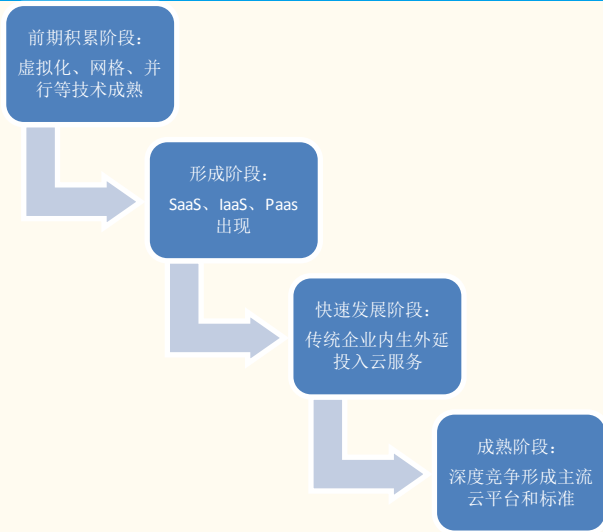 前期积累阶段：
虚拟化、网格、并
行等技术成熟
形成阶段：
SaaS、IaaS、Paas
出现
快速发展阶段：
传统企业内生外延
投入云服务
成熟阶段：
深度竞争形成主流
云平台和标准